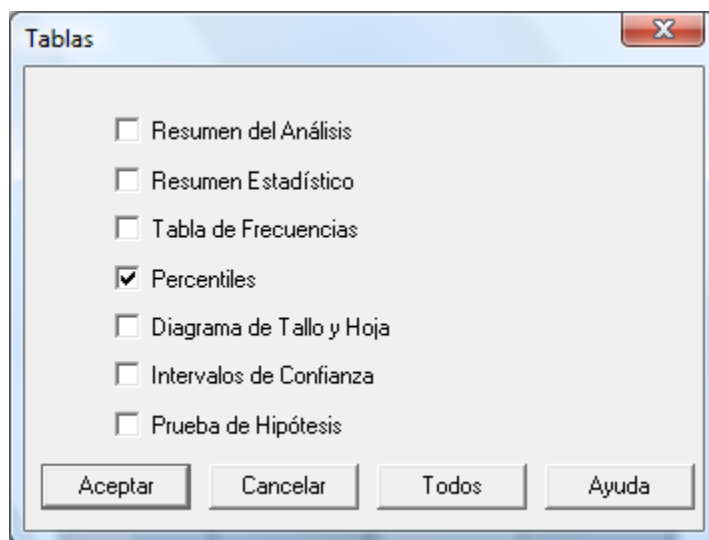 Tablas
Resumen del Análisis
Resumen Estadístico
Tabla de Frecuencias
Percentiles
Diagrama de Tallo y Hoja
Intervalos de Confianza
Prueba de Hipótesis
Aceptar Cancelar Todos Ayuda